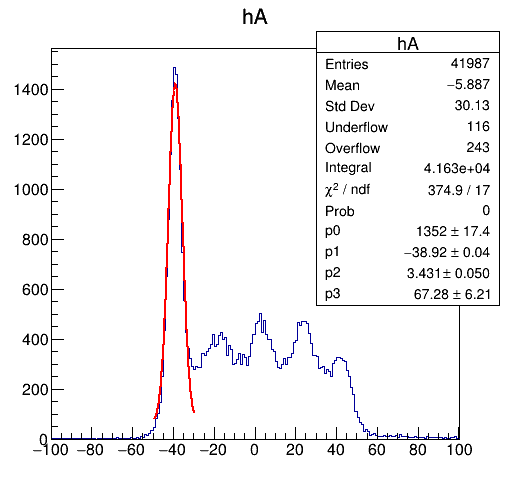 hA
hA
Entries 41987
Mean −5.887
Std Dev 30.13
Underflow 116
Overflow 243
Integral 4.163e+04
χ² / ndf 374.9 / 17
Prob 0
p0 1352 ± 17.4
p1 −38.92 ± 0.04
p2 3.431± 0.050
p3 67.28 ± 6.21
1400
1200
1000
800
600
400
200
0
−100 −80 −60 −40 −20 0 20 40 60 80 100